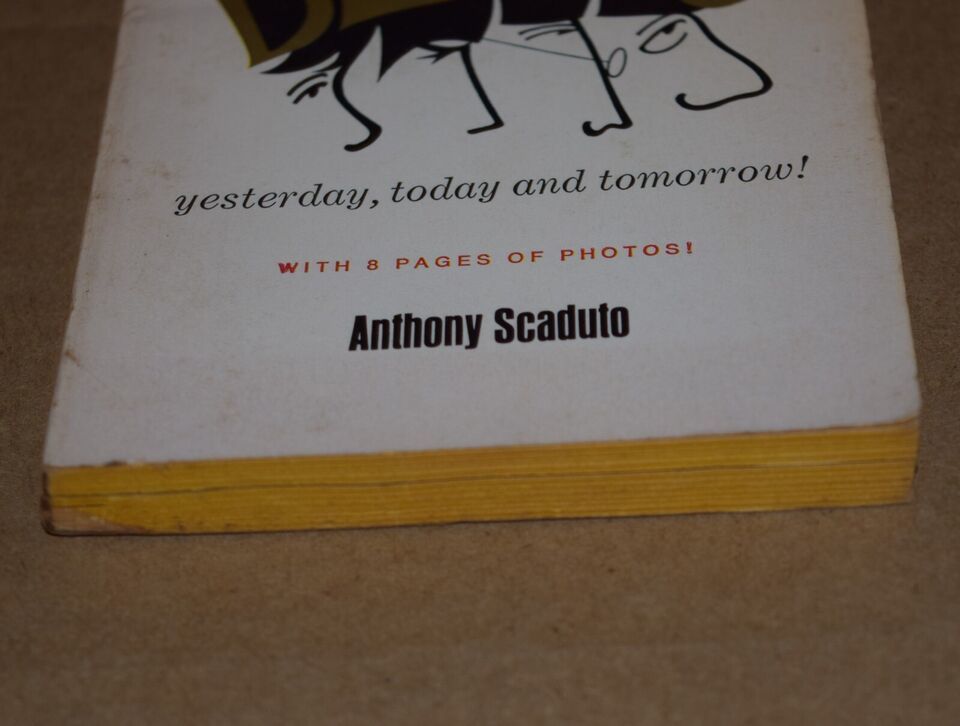 yesterday, today and tomorrow!
WITH 8 PAGES OF PHOTOS!
Anthony Scaduto